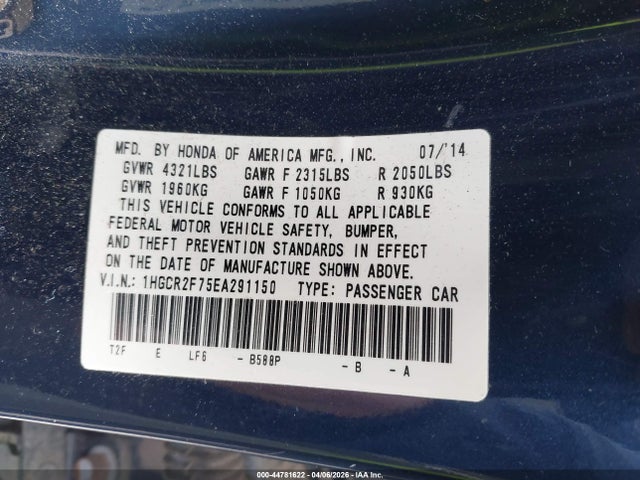 MFD. BY HONDA OF AMERICA MFG., INC. 07/'14
GVWR 4321LBS GAWR F 2315LBS R 2050LBS
GVWR 1960KG GAWR F 1050KG R 930KG
THIS VEHICLE CONFORMS TO ALL APPLICABLE
FEDERAL MOTOR VEHICLE SAFETY, BUMPER,
AND THEFT PREVENTION STANDARDS IN EFFECT
ON THE DATE OF MANUFACTURE SHOWN ABOVE.
V.I.N.: 1HGCR2F75EA291150 TYPE: PASSENGER CAR
T2F E LF6 - B588P - B - A
000-44781622 - 04/06/2026 - IAA Inc.